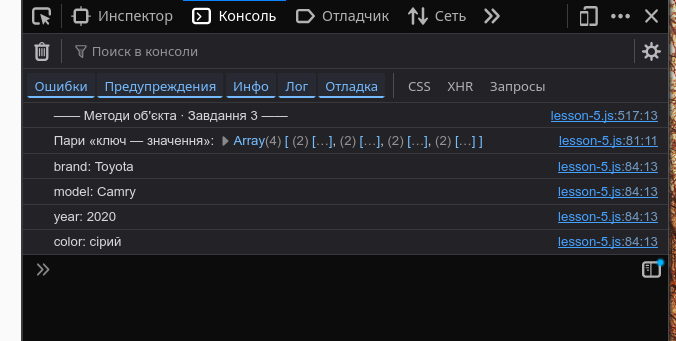 Инспектор Консоль Отладчик Сеть
Поиск в консоли
Ошибки Предупреждения Инфо Лог Отладка CSS XHR Запросы
—— Методи об'єкта · Завдання 3 —— lesson-5.js:517:13
Пари «ключ — значення»: Array(4) [ (2) […], (2) […], (2) […], (2) […] ] lesson-5.js:81:11
brand: Toyota lesson-5.js:84:13
model: Camry lesson-5.js:84:13
year: 2020 lesson-5.js:84:13
color: сірий lesson-5.js:84:13